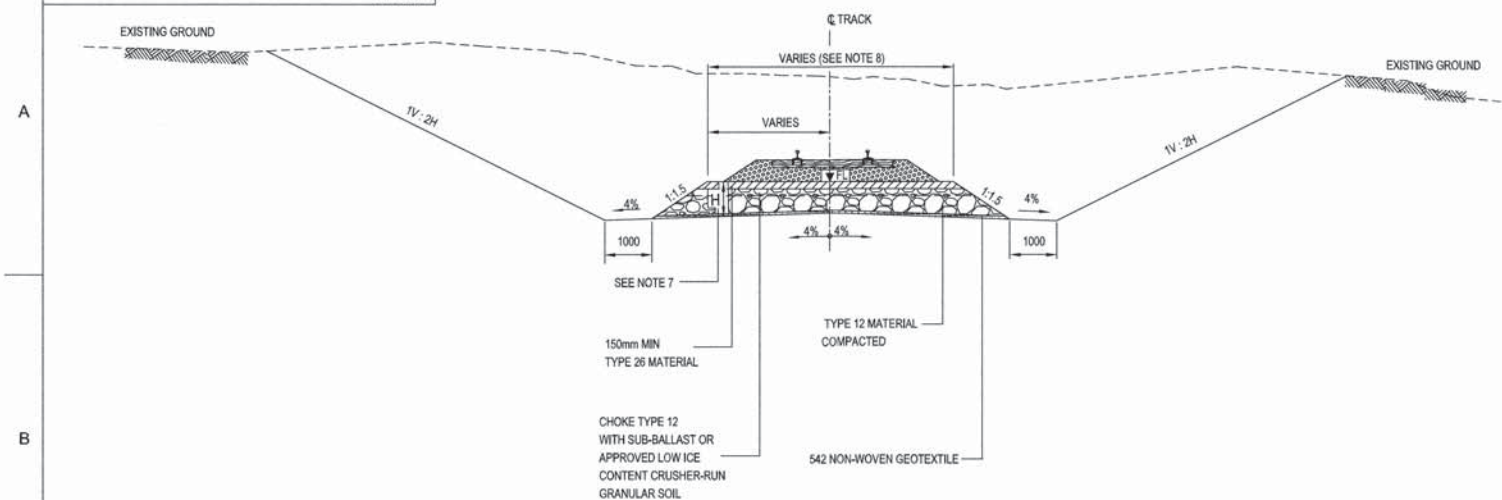 ℄ TRACK
EXISTING GROUND
VARIES (SEE NOTE 8)
EXISTING GROUND
A
1V : 2H
VARIES
1V : 2H
FL
1:1.5
H
1:1.5
4%
4%
4%
4%
1000
1000
SEE NOTE 7
TYPE 12 MATERIAL
COMPACTED
150mm MIN
TYPE 26 MATERIAL
CHOKE TYPE 12
WITH SUB-BALLAST OR
APPROVED LOW ICE
CONTENT CRUSHER-RUN
GRANULAR SOIL
542 NON-WOVEN GEOTEXTILE
B